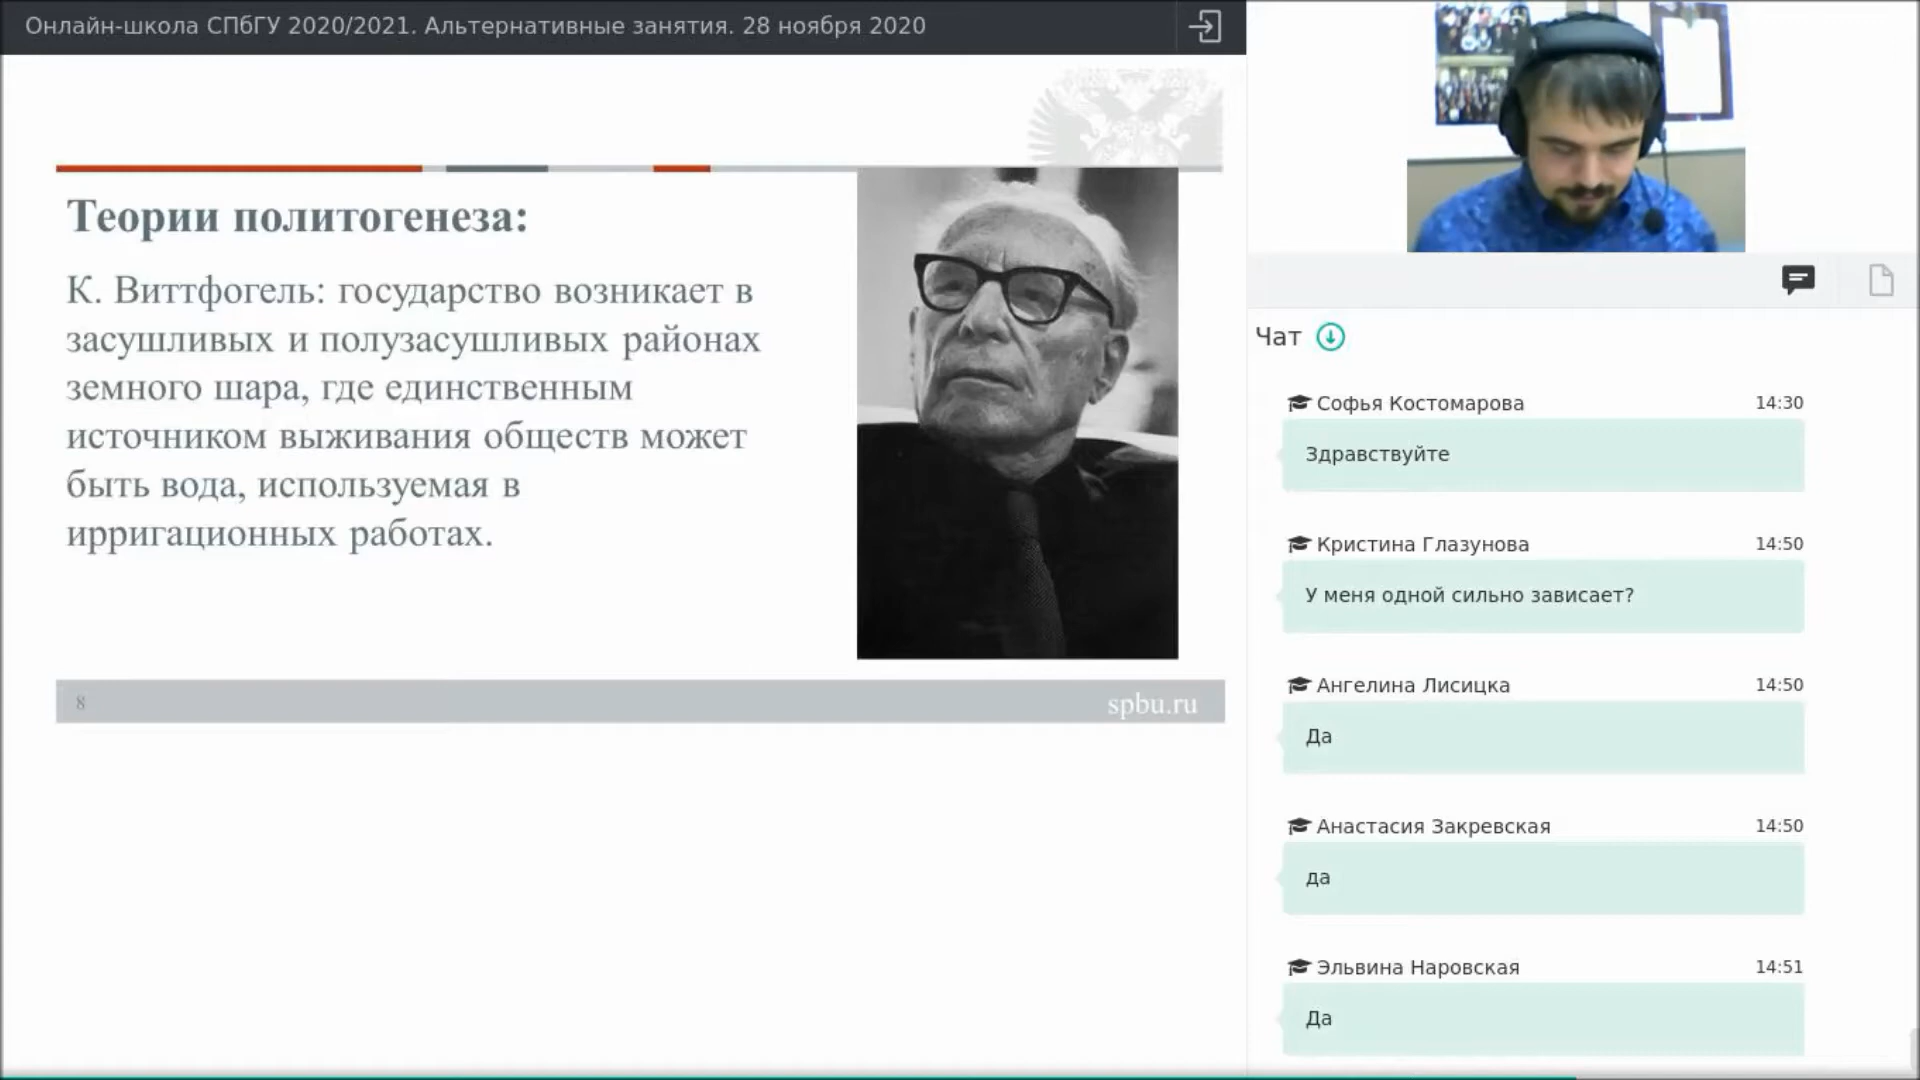 Онлайн-школа СПбГУ 2020/2021. Альтернативные занятия. 28 ноября 2020
Теории политогенеза:
К. Виттфогель: государство возникает в
засушливых и полузасушливых районах
земного шара, где единственным
источником выживания обществ может
быть вода, используемая в
ирригационных работах.
8
spbu.ru
Чат
Софья Костомарова 14:30
Здравствуйте
Кристина Глазунова 14:50
У меня одной сильно зависает?
Ангелина Лисицка 14:50
Да
Анастасия Закревская 14:50
да
Эльвина Наровская 14:51
Да